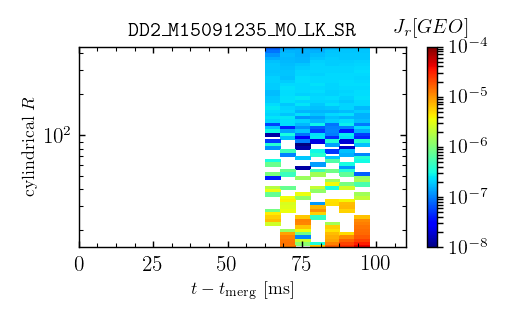 DD2_M15091235_M0_LK_SR
J_r[GEO]
cylindrical R
10^2
10^{-4}
10^{-5}
10^{-6}
10^{-7}
10^{-8}
0 25 50 75 100
t − t_merg [ms]